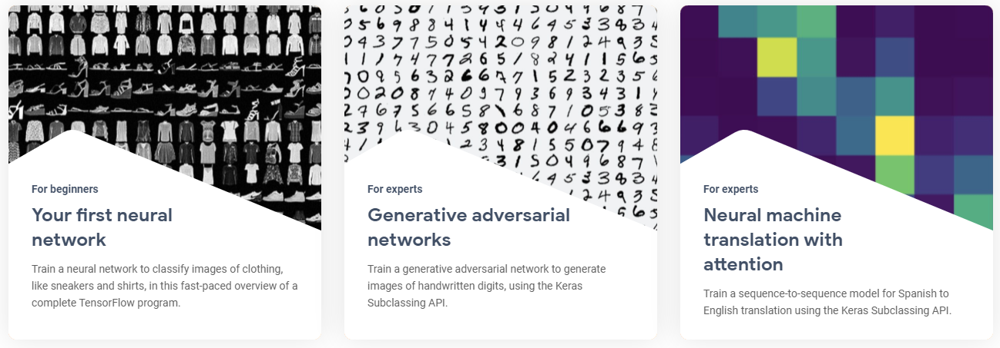 For beginners
Your first neural
network
Train a neural network to classify images of clothing,
like sneakers and shirts, in this fast-paced overview of a
complete TensorFlow program.
For experts
Generative adversarial
networks
Train a generative adversarial network to generate
images of handwritten digits, using the Keras
Subclassing API.
For experts
Neural machine
translation with
attention
Train a sequence-to-sequence model for Spanish to
English translation using the Keras Subclassing API.